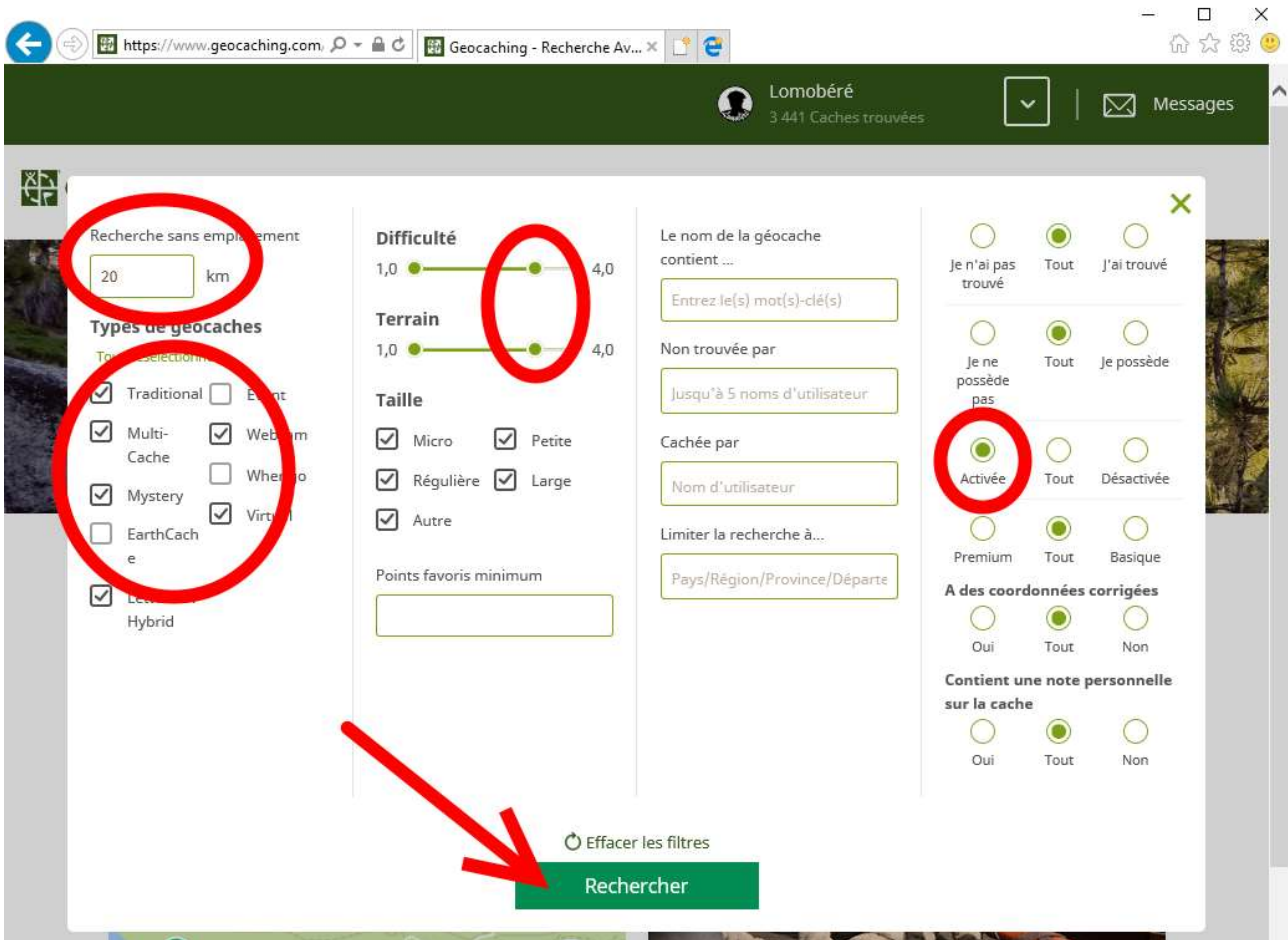 https://www.geocaching.com/
Geocaching - Recherche Av...
Lomobéré
3 441 Caches trouvées
Messages
Recherche sans emplacement
20 km
Types de geocaches
Traditional
Event
Multi-
Cache
Webcam
Wherigo
Mystery
Virtual
EarthCach
e
Hybrid
Difficulté
1,0 4,0
Terrain
1,0 4,0
Taille
Micro Petite
Régulière Large
Autre
Points favoris minimum
Le nom de la géocache
contient ...
Entrez le(s) mot(s)-clé(s)
Non trouvée par
Jusqu'à 5 noms d'utilisateur
Cachée par
Nom d'utilisateur
Limiter la recherche à...
Pays/Région/Province/Départe
Je n'ai pas
trouvé
Tout
J'ai trouvé
Je ne
possède
pas
Tout
Je possède
Activée Tout Désactivée
Premium Tout Basique
A des coordonnées corrigées
Oui Tout Non
Contient une note personnelle
sur la cache
Oui Tout Non
Effacer les filtres
Rechercher